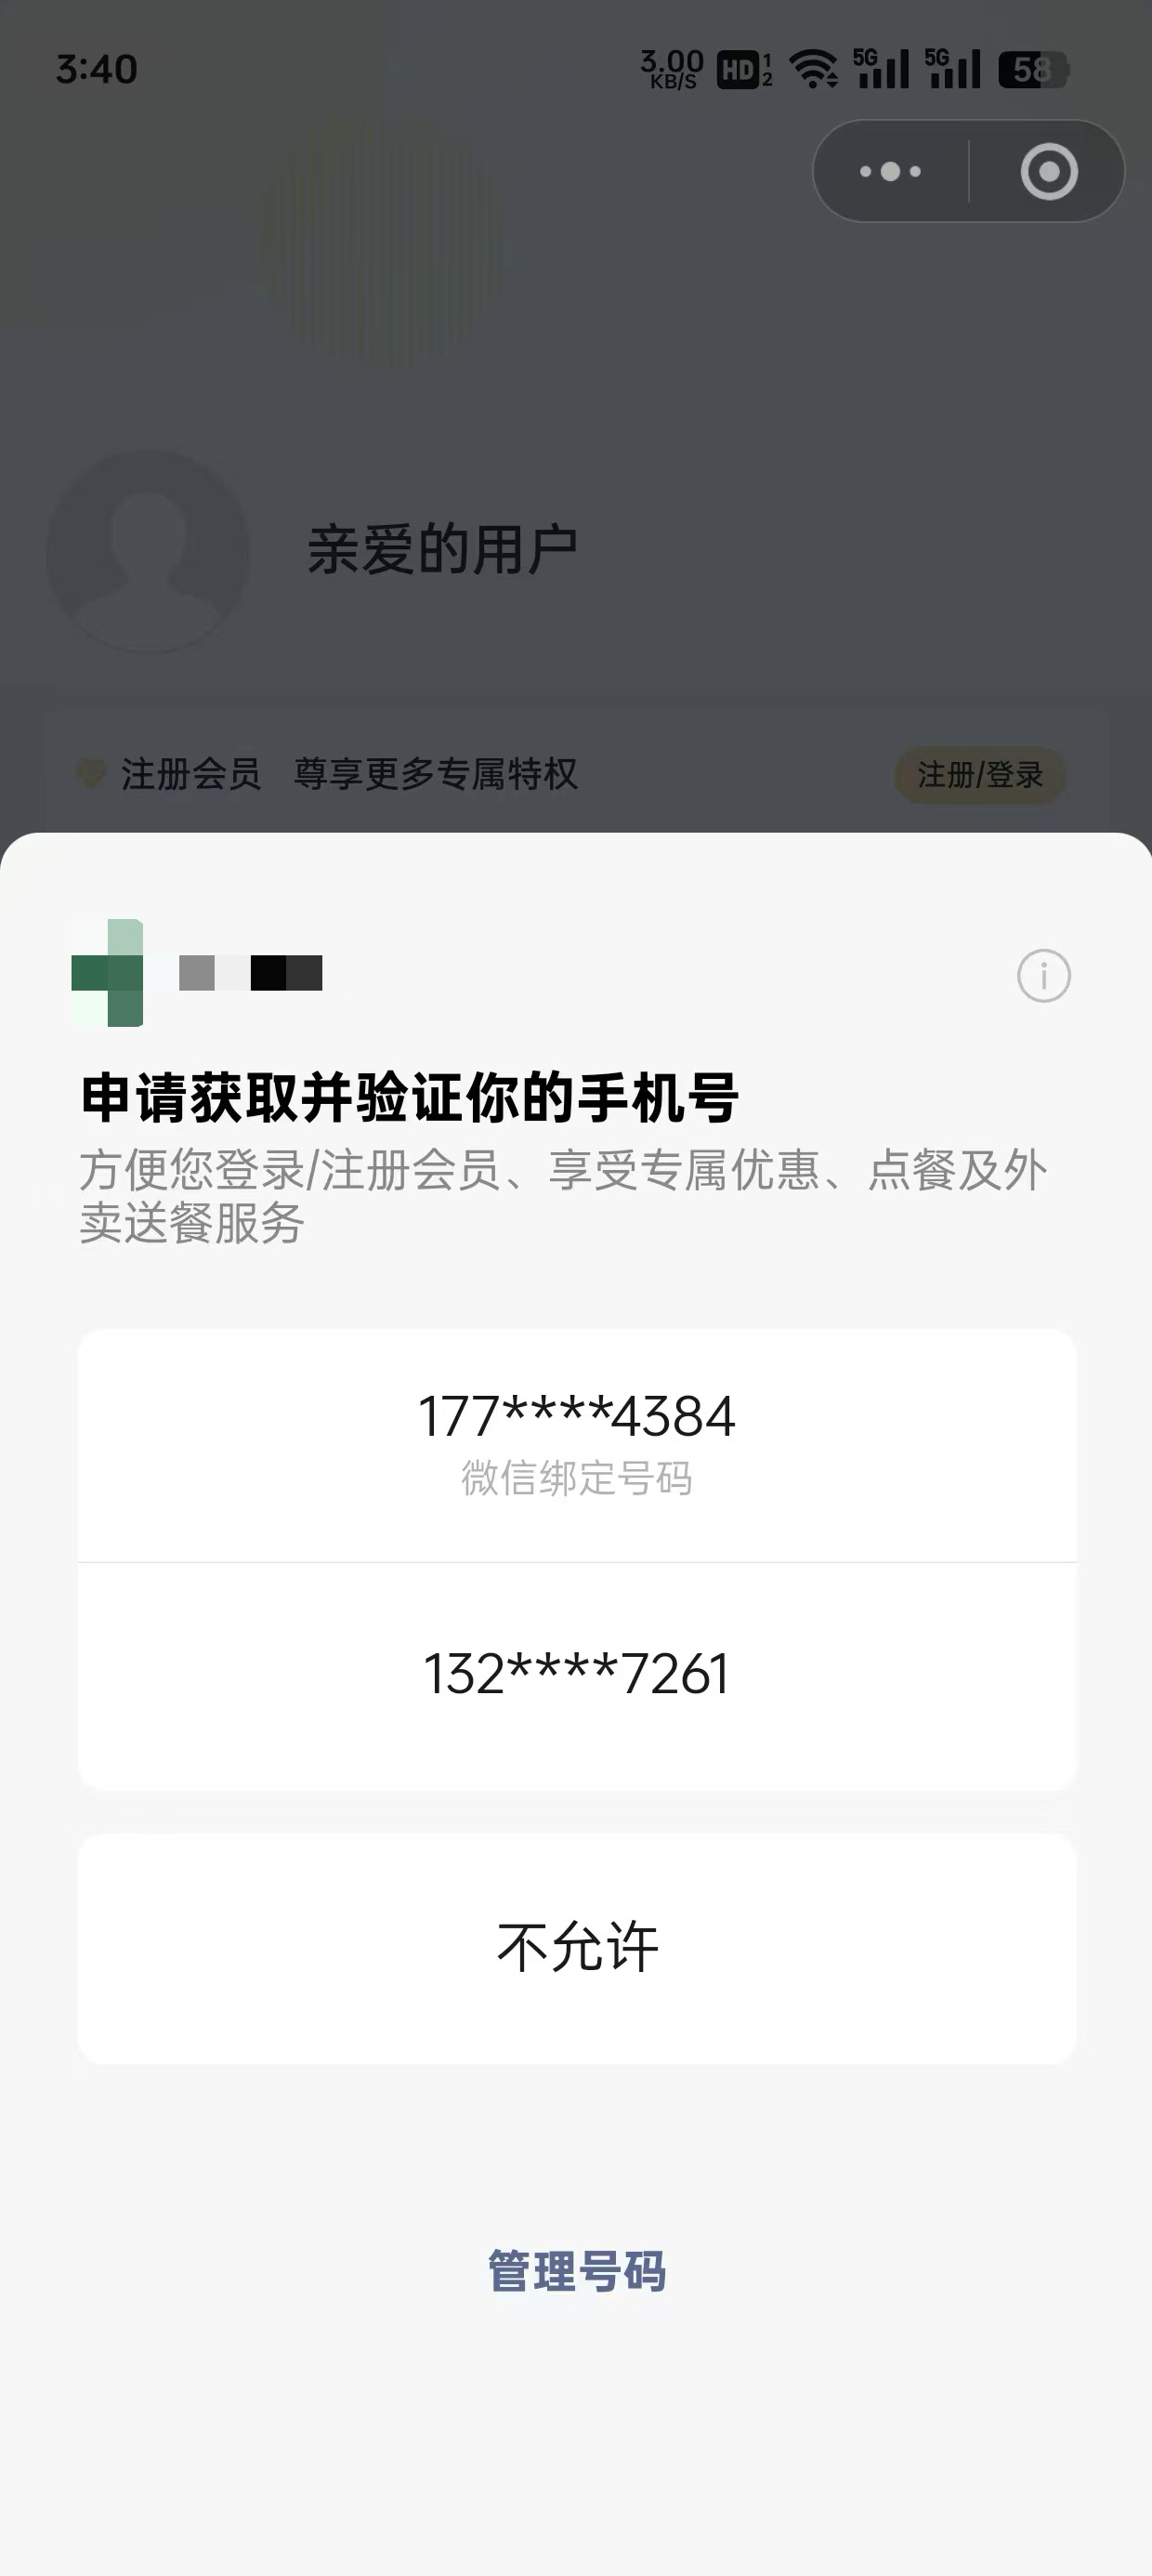 3:40
3.00 KB/S HD 1 2 5G 5G 58
亲爱的用户
注册会员 尊享更多专属特权 注册/登录
申请获取并验证你的手机号
方便您登录/注册会员、享受专属优惠、点餐及外
卖送餐服务
177****4384
微信绑定号码
132****7261
不允许
管理号码